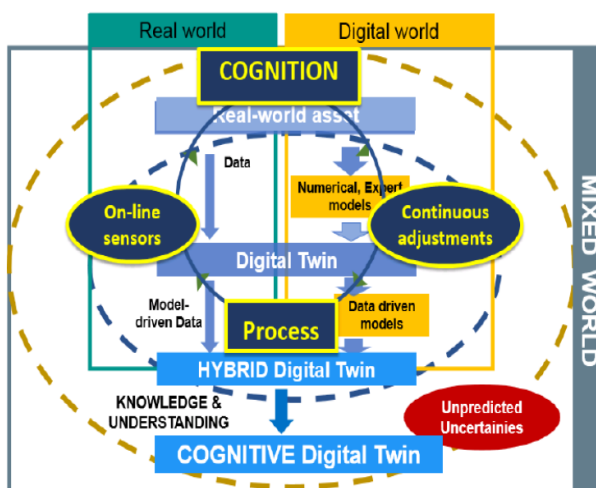 Real world
Digital world
COGNITION
Real-world asset
Data
Numerical, Expert
models
On-line
sensors
Continuous
adjustments
Digital Twin
Model-
driven Data
Data driven
models
Process
HYBRID Digital Twin
KNOWLEDGE &
UNDERSTANDING
Unpredicted
Uncertainies
COGNITIVE Digital Twin
MIXED WORLD